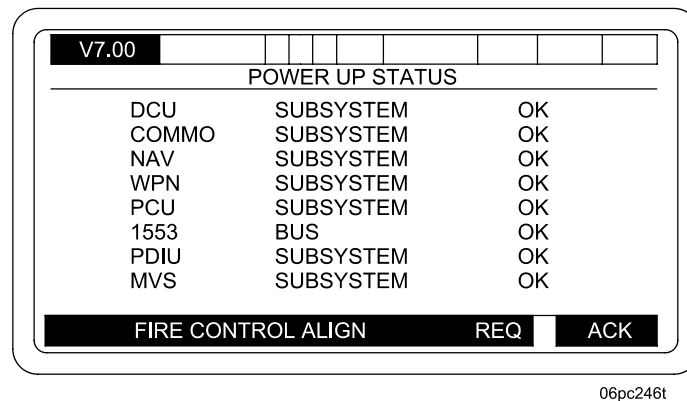 V7.00
POWER UP STATUS
DCU SUBSYSTEM OK
COMMO SUBSYSTEM OK
NAV SUBSYSTEM OK
WPN SUBSYSTEM OK
PCU SUBSYSTEM OK
1553 BUS OK
PDIU SUBSYSTEM OK
MVS SUBSYSTEM OK
FIRE CONTROL ALIGN REQ ACK
06pc246t